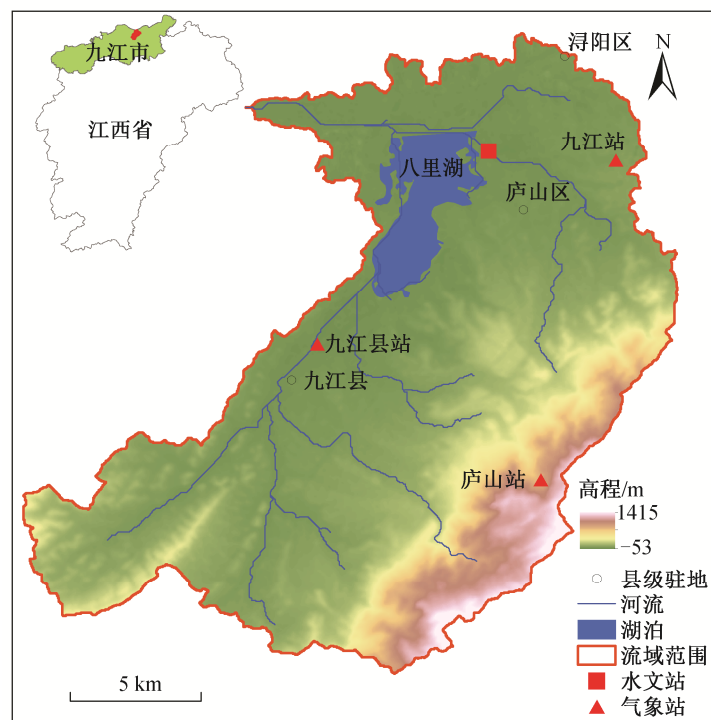 九江市
江西省
浔阳区
N
九江站
八里湖
庐山区
九江县站
九江县
庐山站
高程/m
1415
−53
县级驻地
河流
湖泊
流域范围
水文站
气象站
5 km